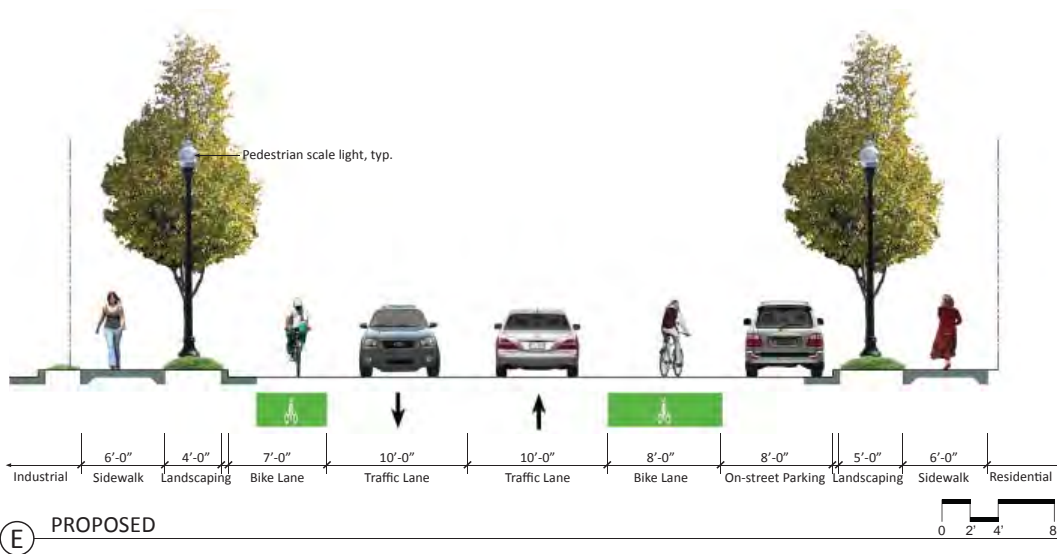 Pedestrian scale light, typ.
6'-0" 4'-0" 7'-0" 10'-0" 10'-0" 8'-0" 8'-0" 5'-0" 6'-0"
Industrial Sidewalk Landscaping Bike Lane Traffic Lane Traffic Lane Bike Lane On-street Parking Landscaping Sidewalk Residential
E PROPOSED
0 2' 4' 8